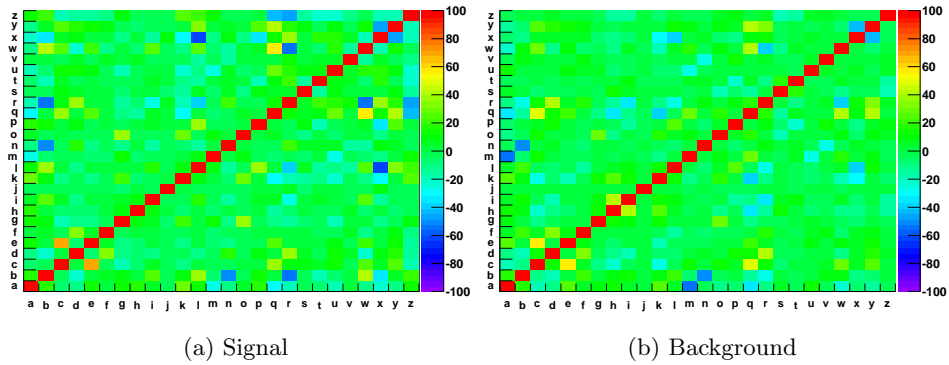 z
y
x
w
v
u
t
s
r
q
p
o
n
m
l
k
j
i
h
g
f
e
d
c
b
a
a b c d e f g h i j k l m n o p q r s t u v w x y z
100
80
60
40
20
0
-20
-40
-60
-80
-100
(a) Signal
z
y
x
w
v
u
t
s
r
q
p
o
n
m
l
k
j
i
h
g
f
e
d
c
b
a
a b c d e f g h i j k l m n o p q r s t u v w x y z
100
80
60
40
20
0
-20
-40
-60
-80
-100
(b) Background